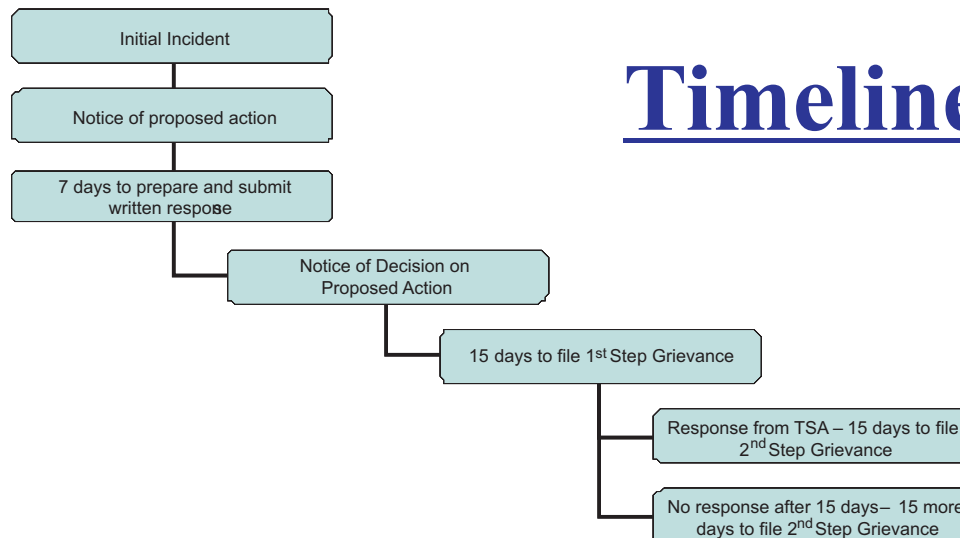 Timeline
Initial Incident
Notice of proposed action
7 days to prepare and submit
written response
Notice of Decision on
Proposed Action
15 days to file 1st Step Grievance
Response from TSA – 15 days to file
2nd Step Grievance
No response after 15 days– 15 more
days to file 2nd Step Grievance